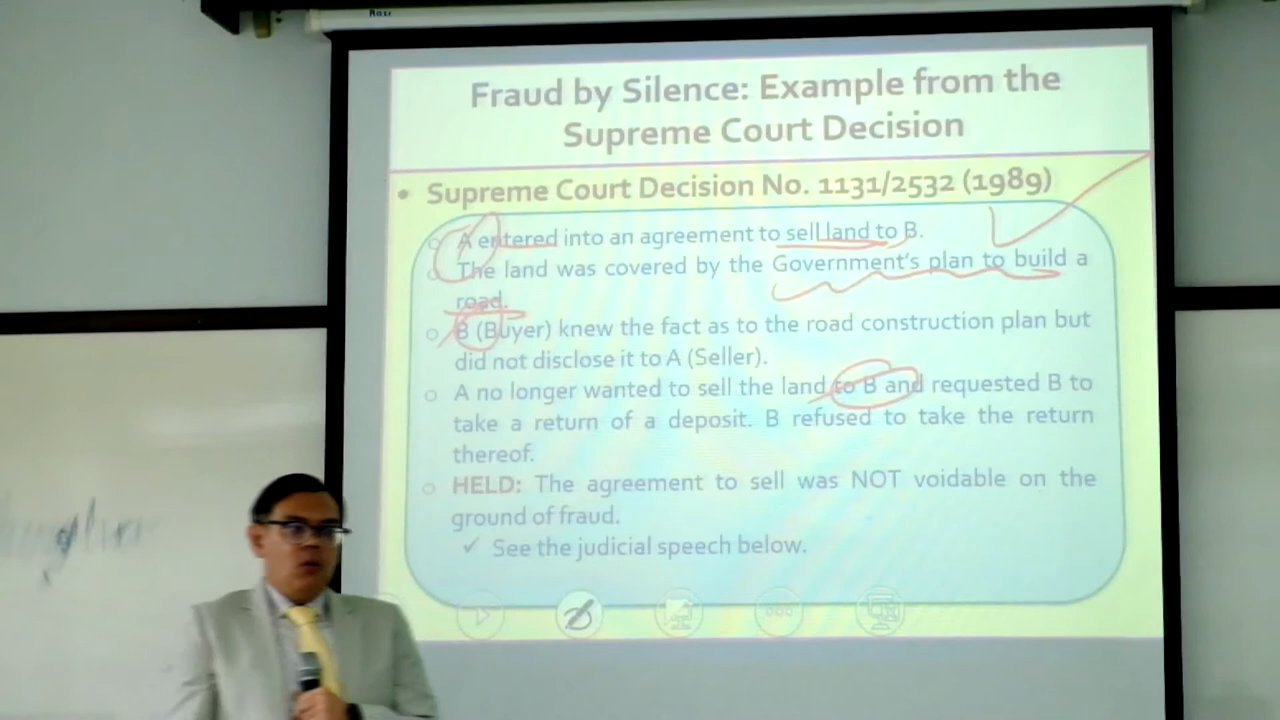 Fraud by Silence: Example from the
Supreme Court Decision
• Supreme Court Decision No. 1131/2532 (1989)
○ A entered into an agreement to sell land to B.
○ The land was covered by the Government's plan to build a
road.
○ B (Buyer) knew the fact as to the road construction plan but
did not disclose it to A (Seller).
○ A no longer wanted to sell the land to B and requested B to
take a return of a deposit. B refused to take the return
thereof.
○ HELD: The agreement to sell was NOT voidable on the
ground of fraud.
✓ See the judicial speech below.